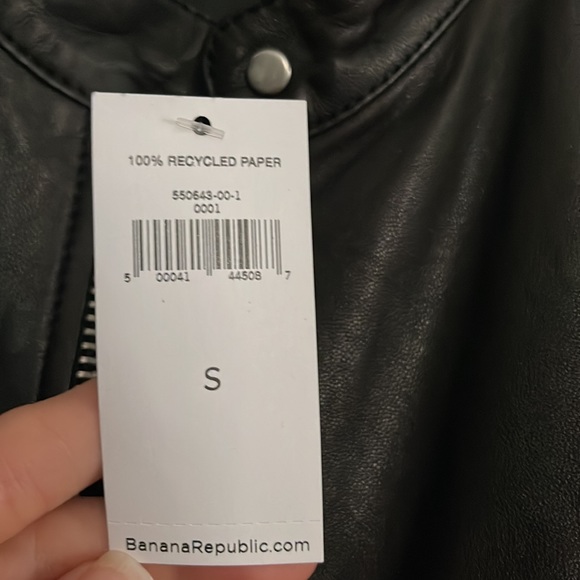 100% RECYCLED PAPER
550643-00-1
0001
5 00041 44508 7
S
BananaRepublic.com